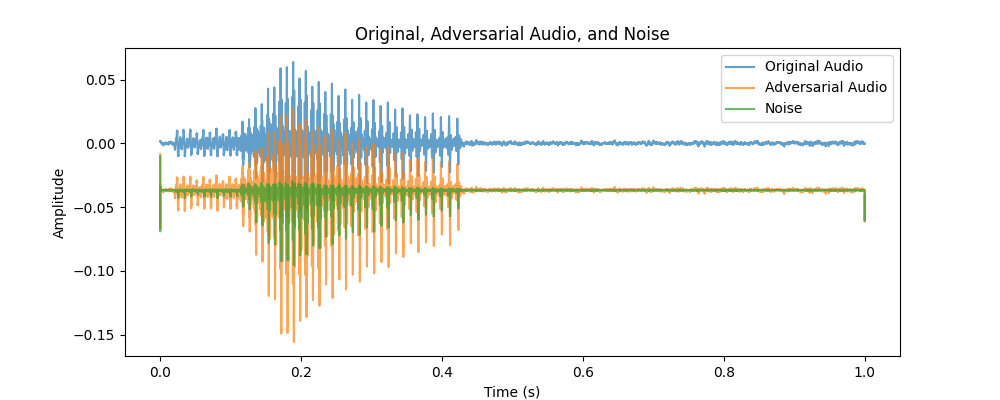 Original, Adversarial Audio, and Noise
Original Audio
Adversarial Audio
Noise
Amplitude
0.05
0.00
−0.05
−0.10
−0.15
0.0 0.2 0.4 0.6 0.8 1.0
Time (s)